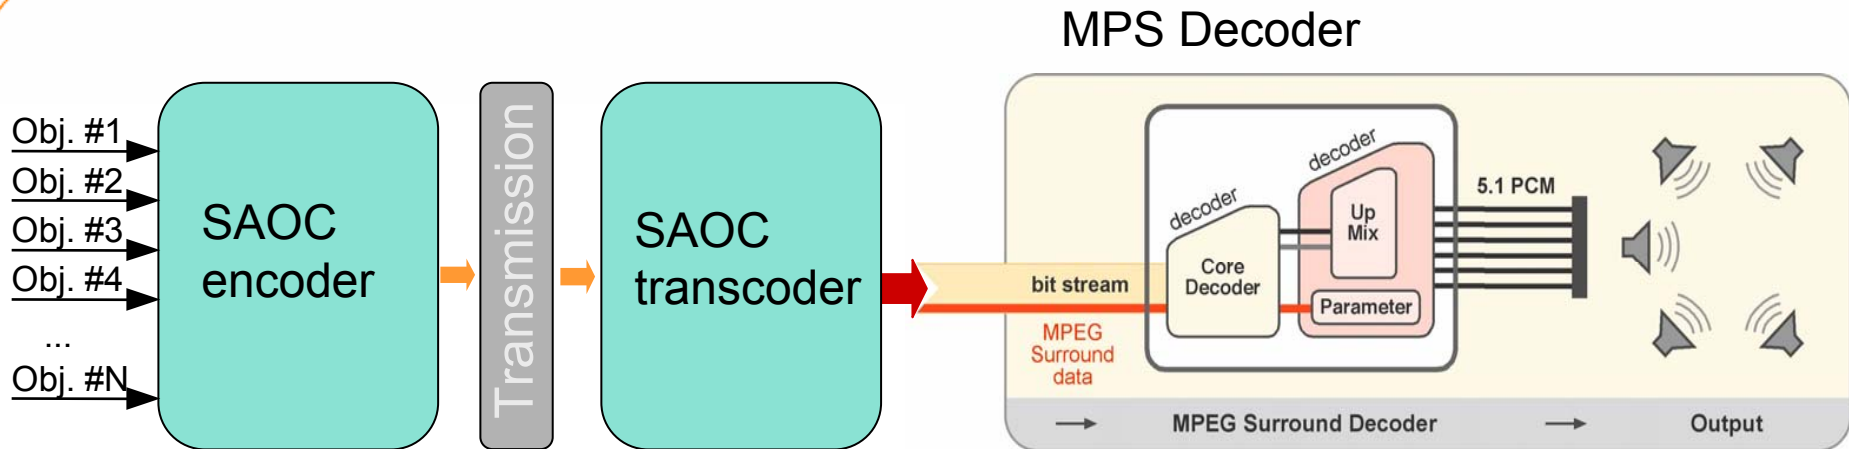 MPS Decoder
Obj. #1
Obj. #2
Obj. #3
Obj. #4
...
Obj. #N
SAOC
encoder
Transmission
SAOC
transcoder
bit stream
MPEG
Surround
data
decoder
Core
Decoder
decoder
Up
Mix
Parameter
5.1 PCM
MPEG Surround Decoder
Output